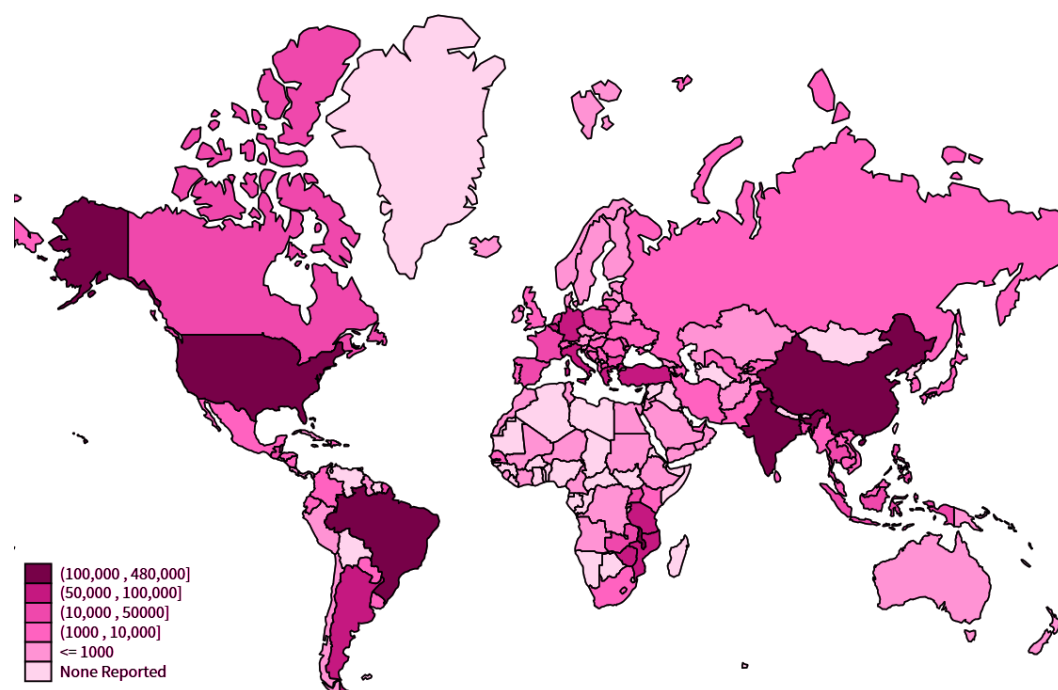 (100,000 , 480,000]
(50,000 , 100,000]
(10,000 , 50000]
(1000 , 10,000]
<= 1000
None Reported